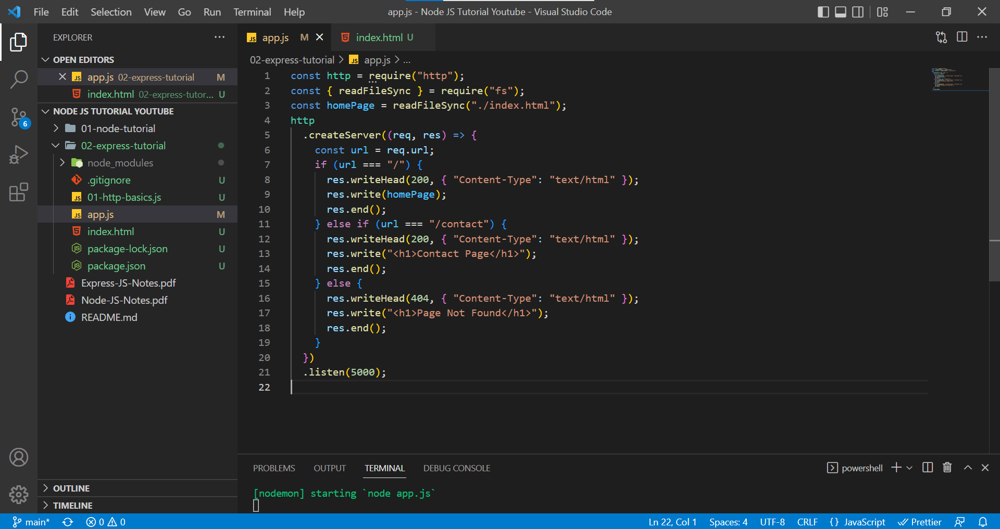 File Edit Selection View Go Run Terminal Help
app.js - Node JS Tutorial Youtube - Visual Studio Code
EXPLORER
OPEN EDITORS
app.js 02-express-tutorial M
index.html 02-express-tutor... U
NODE JS TUTORIAL YOUTUBE
01-node-tutorial
02-express-tutorial
node_modules
.gitignore U
01-http-basics.js U
app.js M
index.html U
package-lock.json U
package.json U
Express-JS-Notes.pdf
Node-JS-Notes.pdf
README.md
OUTLINE
TIMELINE
6
app.js M
index.html U
02-express-tutorial > app.js > ...
1 const http = require("http");
2 const { readFileSync } = require("fs");
3 const homePage = readFileSync("./index.html");
4 http
5 .createServer((req, res) => {
6 const url = req.url;
7 if (url === "/") {
8 res.writeHead(200, { "Content-Type": "text/html" });
9 res.write(homePage);
10 res.end();
11 } else if (url === "/contact") {
12 res.writeHead(200, { "Content-Type": "text/html" });
13 res.write("<h1>Contact Page</h1>");
14 res.end();
15 } else {
16 res.writeHead(404, { "Content-Type": "text/html" });
17 res.write("<h1>Page Not Found</h1>");
18 res.end();
19 }
20 })
21 .listen(5000);
22
PROBLEMS OUTPUT TERMINAL DEBUG CONSOLE
powershell
[nodemon] starting `node app.js`
main* 0 0
Ln 22, Col 1 Spaces: 4 UTF-8 CRLF {} JavaScript Prettier